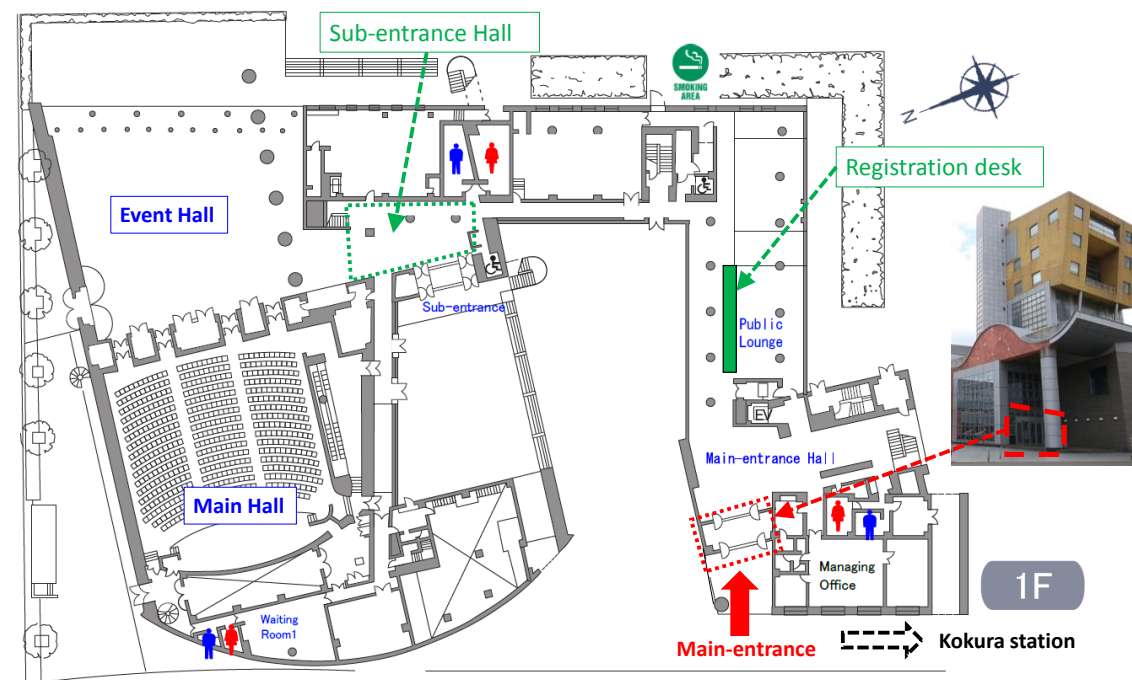 Sub-entrance Hall
SMOKING
AREA
N
Registration desk
Event Hall
Sub-entrance
Public
Lounge
EV
Main-entrance Hall
Main Hall
Managing
Office
1F
Waiting
Room1
Main-entrance
Kokura station